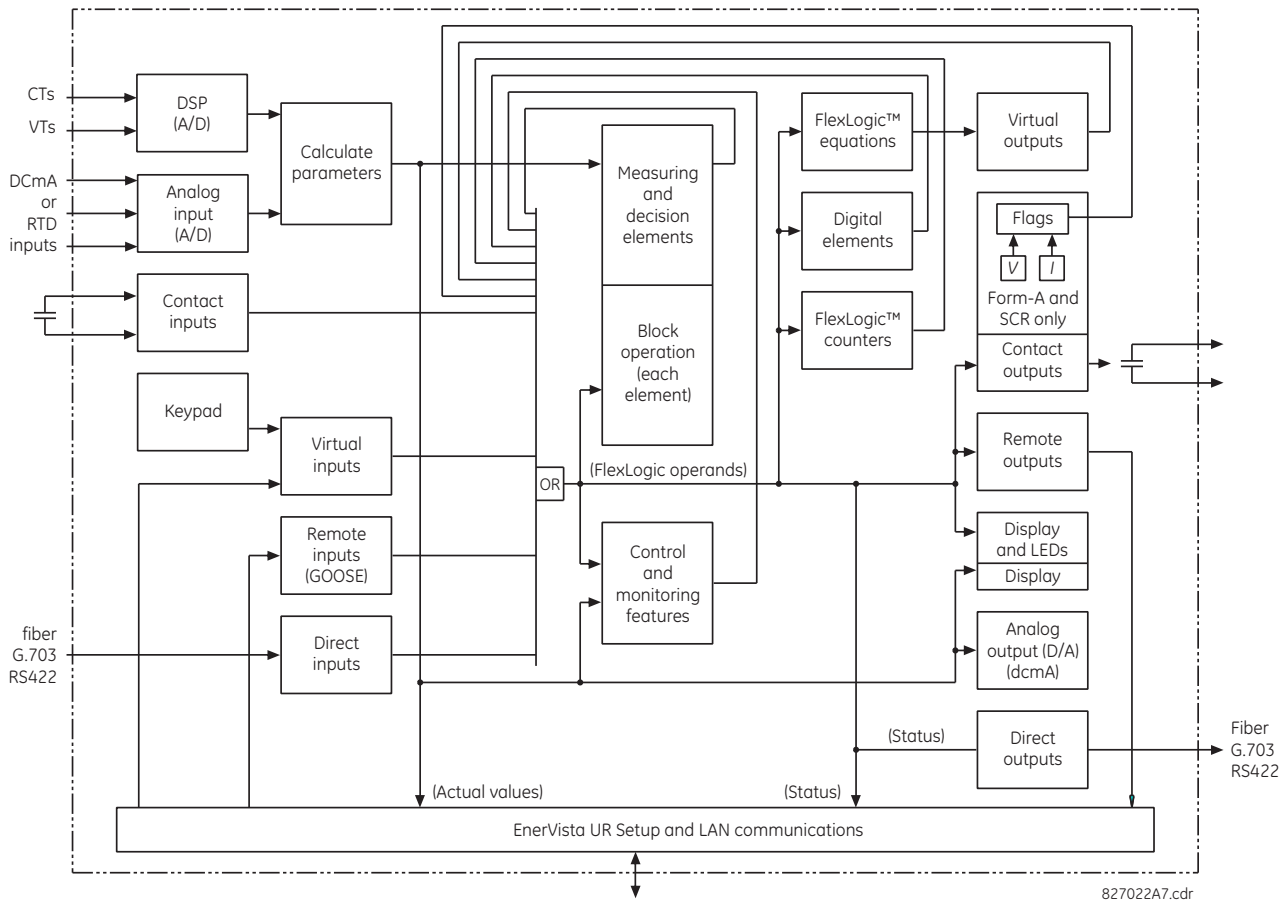 CTs
VTs
DSP
(A/D)
DCmA
or
RTD
inputs
Analog
input
(A/D)
Calculate
parameters
Contact
inputs
Keypad
Virtual
inputs
Remote
inputs
(GOOSE)
fiber
G.703
RS422
Direct
inputs
OR
(FlexLogic operands)
Measuring
and
decision
elements
Block
operation
(each
element)
Control
and
monitoring
features
FlexLogic™
equations
Digital
elements
FlexLogic™
counters
Virtual
outputs
Flags
V
I
Form-A and
SCR only
Contact
outputs
Remote
outputs
Display
and LEDs
Display
Analog
output (D/A)
(dcmA)
(Status)
Direct
outputs
Fiber
G.703
RS422
(Actual values)
(Status)
EnerVista UR Setup and LAN communications
827022A7.cdr